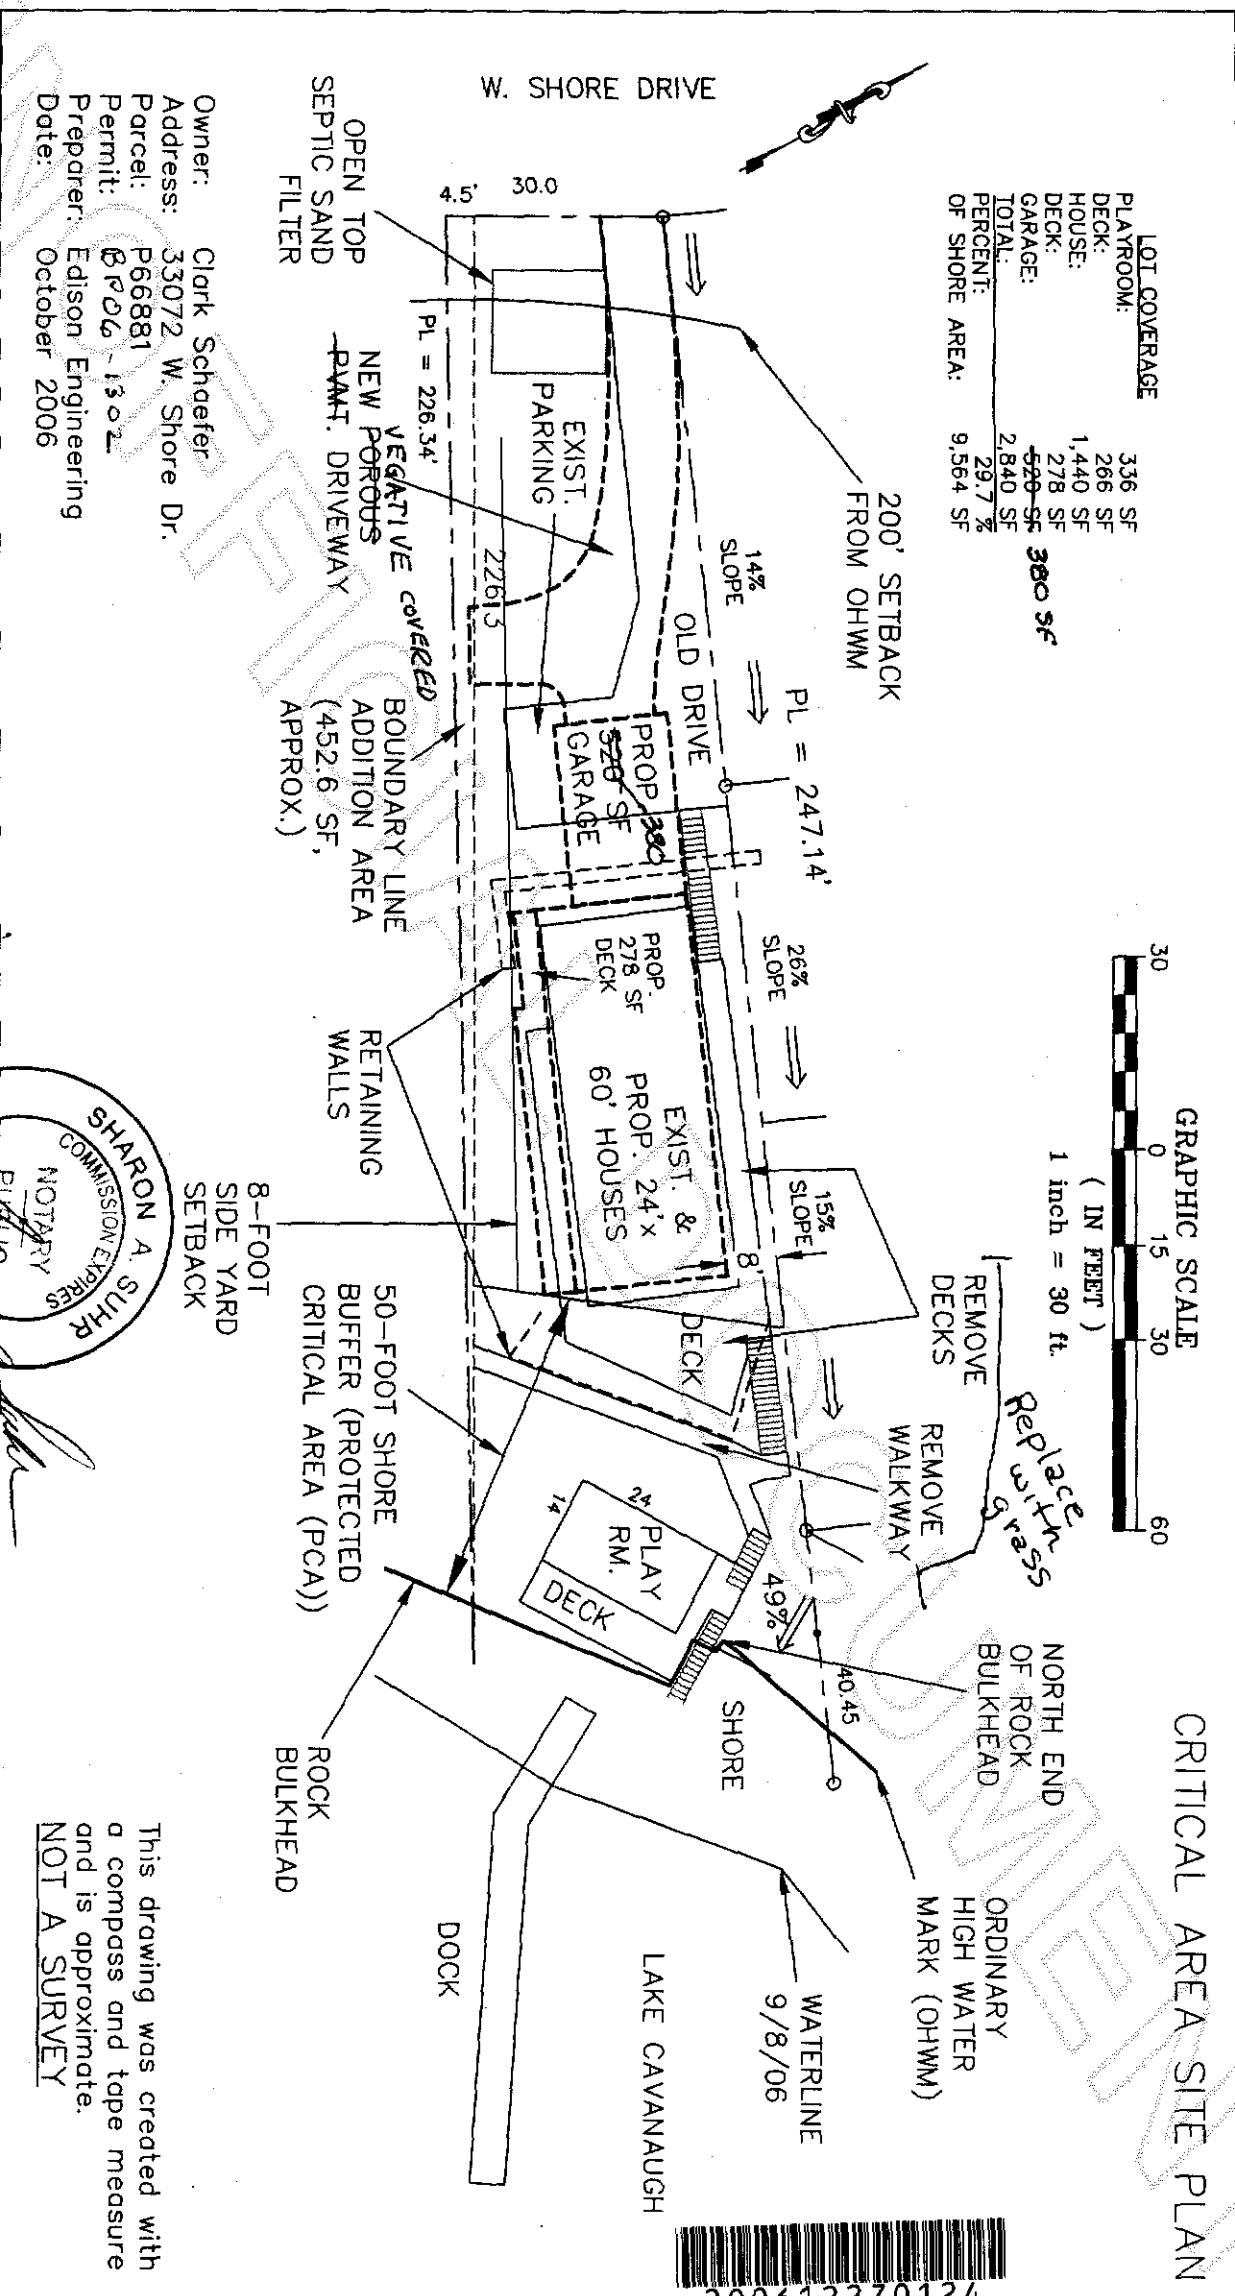 CRITICAL AREA SITE PLAN
GRAPHIC SCALE
30 0 15 30 60
( IN FEET )
1 inch = 30 ft.
LOT COVERAGE
PLAYROOM: 336 SF
DECK: 266 SF
HOUSE: 1,440 SF
DECK: 278 SF
GARAGE: 520 SF 380 SF
TOTAL: 2,840 SF
PERCENT: 29.7 %
OF SHORE AREA: 9,564 SF
W. SHORE DRIVE
200' SETBACK
FROM OHWM
14%
SLOPE
PL = 247.14'
26%
SLOPE
15%
SLOPE
REMOVE
DECKS
Replace
with
grass
REMOVE
WALKWAY
49%
40.45
NORTH END
OF ROCK
BULKHEAD
ORDINARY
HIGH WATER
MARK (OHWM)
WATERLINE
9/8/06
LAKE CAVANAUGH
SHORE
DOCK
OLD DRIVE
PROP
520 SF 380
GARAGE
EXIST.
PARKING
PROP.
278 SF
DECK
EXIST. &
PROP. 24'x
60' HOUSES
8'
DECK
PLAY
RM.
24
14
DECK
30.0
4.5'
OPEN TOP
SEPTIC SAND
FILTER
PL = 226.34'
226.3
NEW POROUS
PVMT. DRIVEWAY
VEGATIVE COVERED
BOUNDARY LINE
ADDITION AREA
(452.6 SF,
APPROX.)
RETAINING
WALLS
8-FOOT
SIDE YARD
SETBACK
50-FOOT SHORE
BUFFER (PROTECTED
CRITICAL AREA (PCA))
ROCK
BULKHEAD
Owner: Clark Schaefer
Address: 33072 W. Shore Dr.
Parcel: P66881
Permit: BP06-1302
Preparer: Edison Engineering
Date: October 2006
SHARON A. SUHR
COMMISSION EXPIRES
NOTARY
PUBLIC
This drawing was created with
a compass and tape measure
and is approximate.
NOT A SURVEY